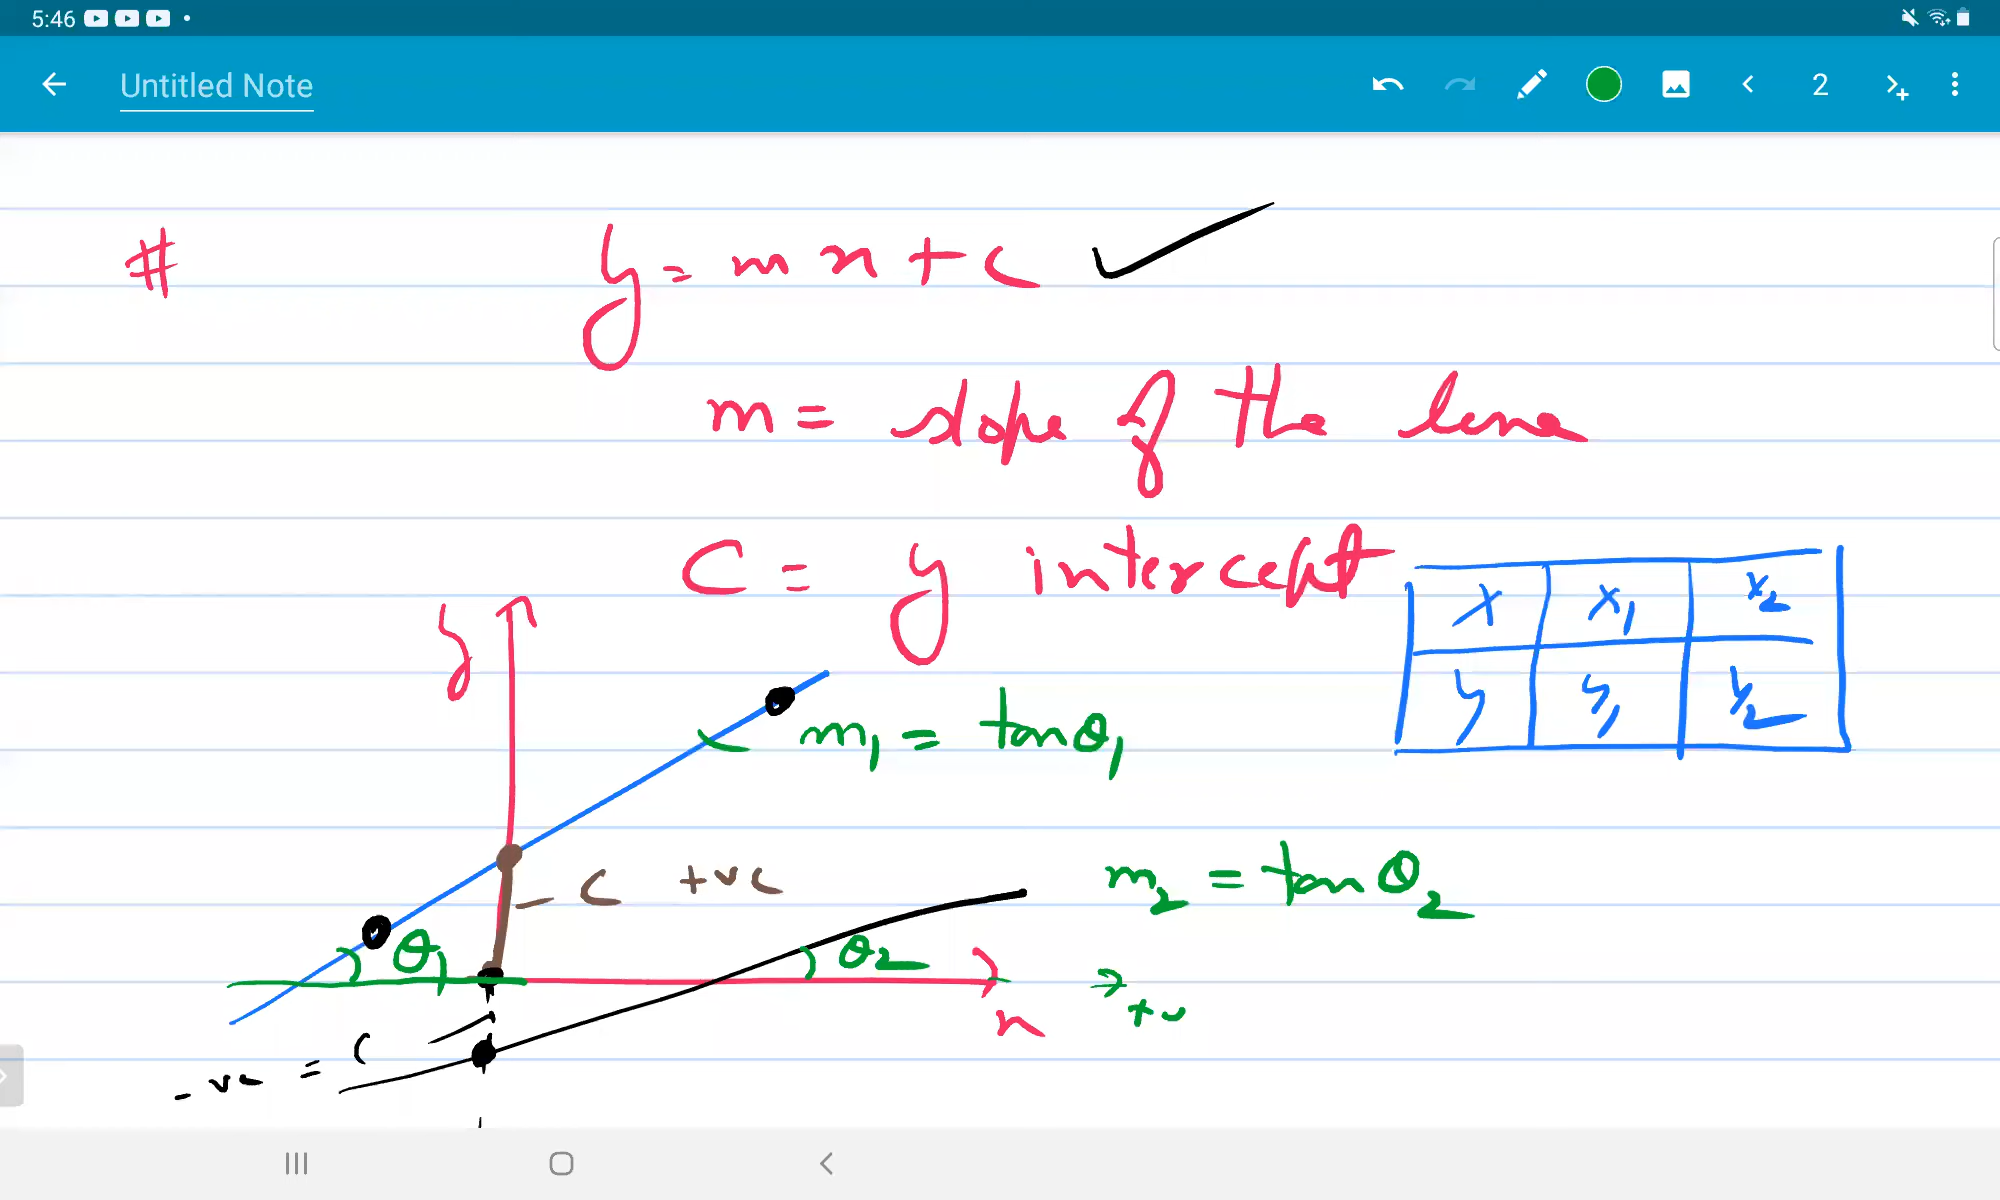 5:46
Untitled Note
2
# y = mx + c
m = slope of the line
C = y intercept
x x1 x2
y y1 y2
y
m1 = tanθ1
c +ve
m2 = tanθ2
θ1
θ2
x
+v
-ve = c